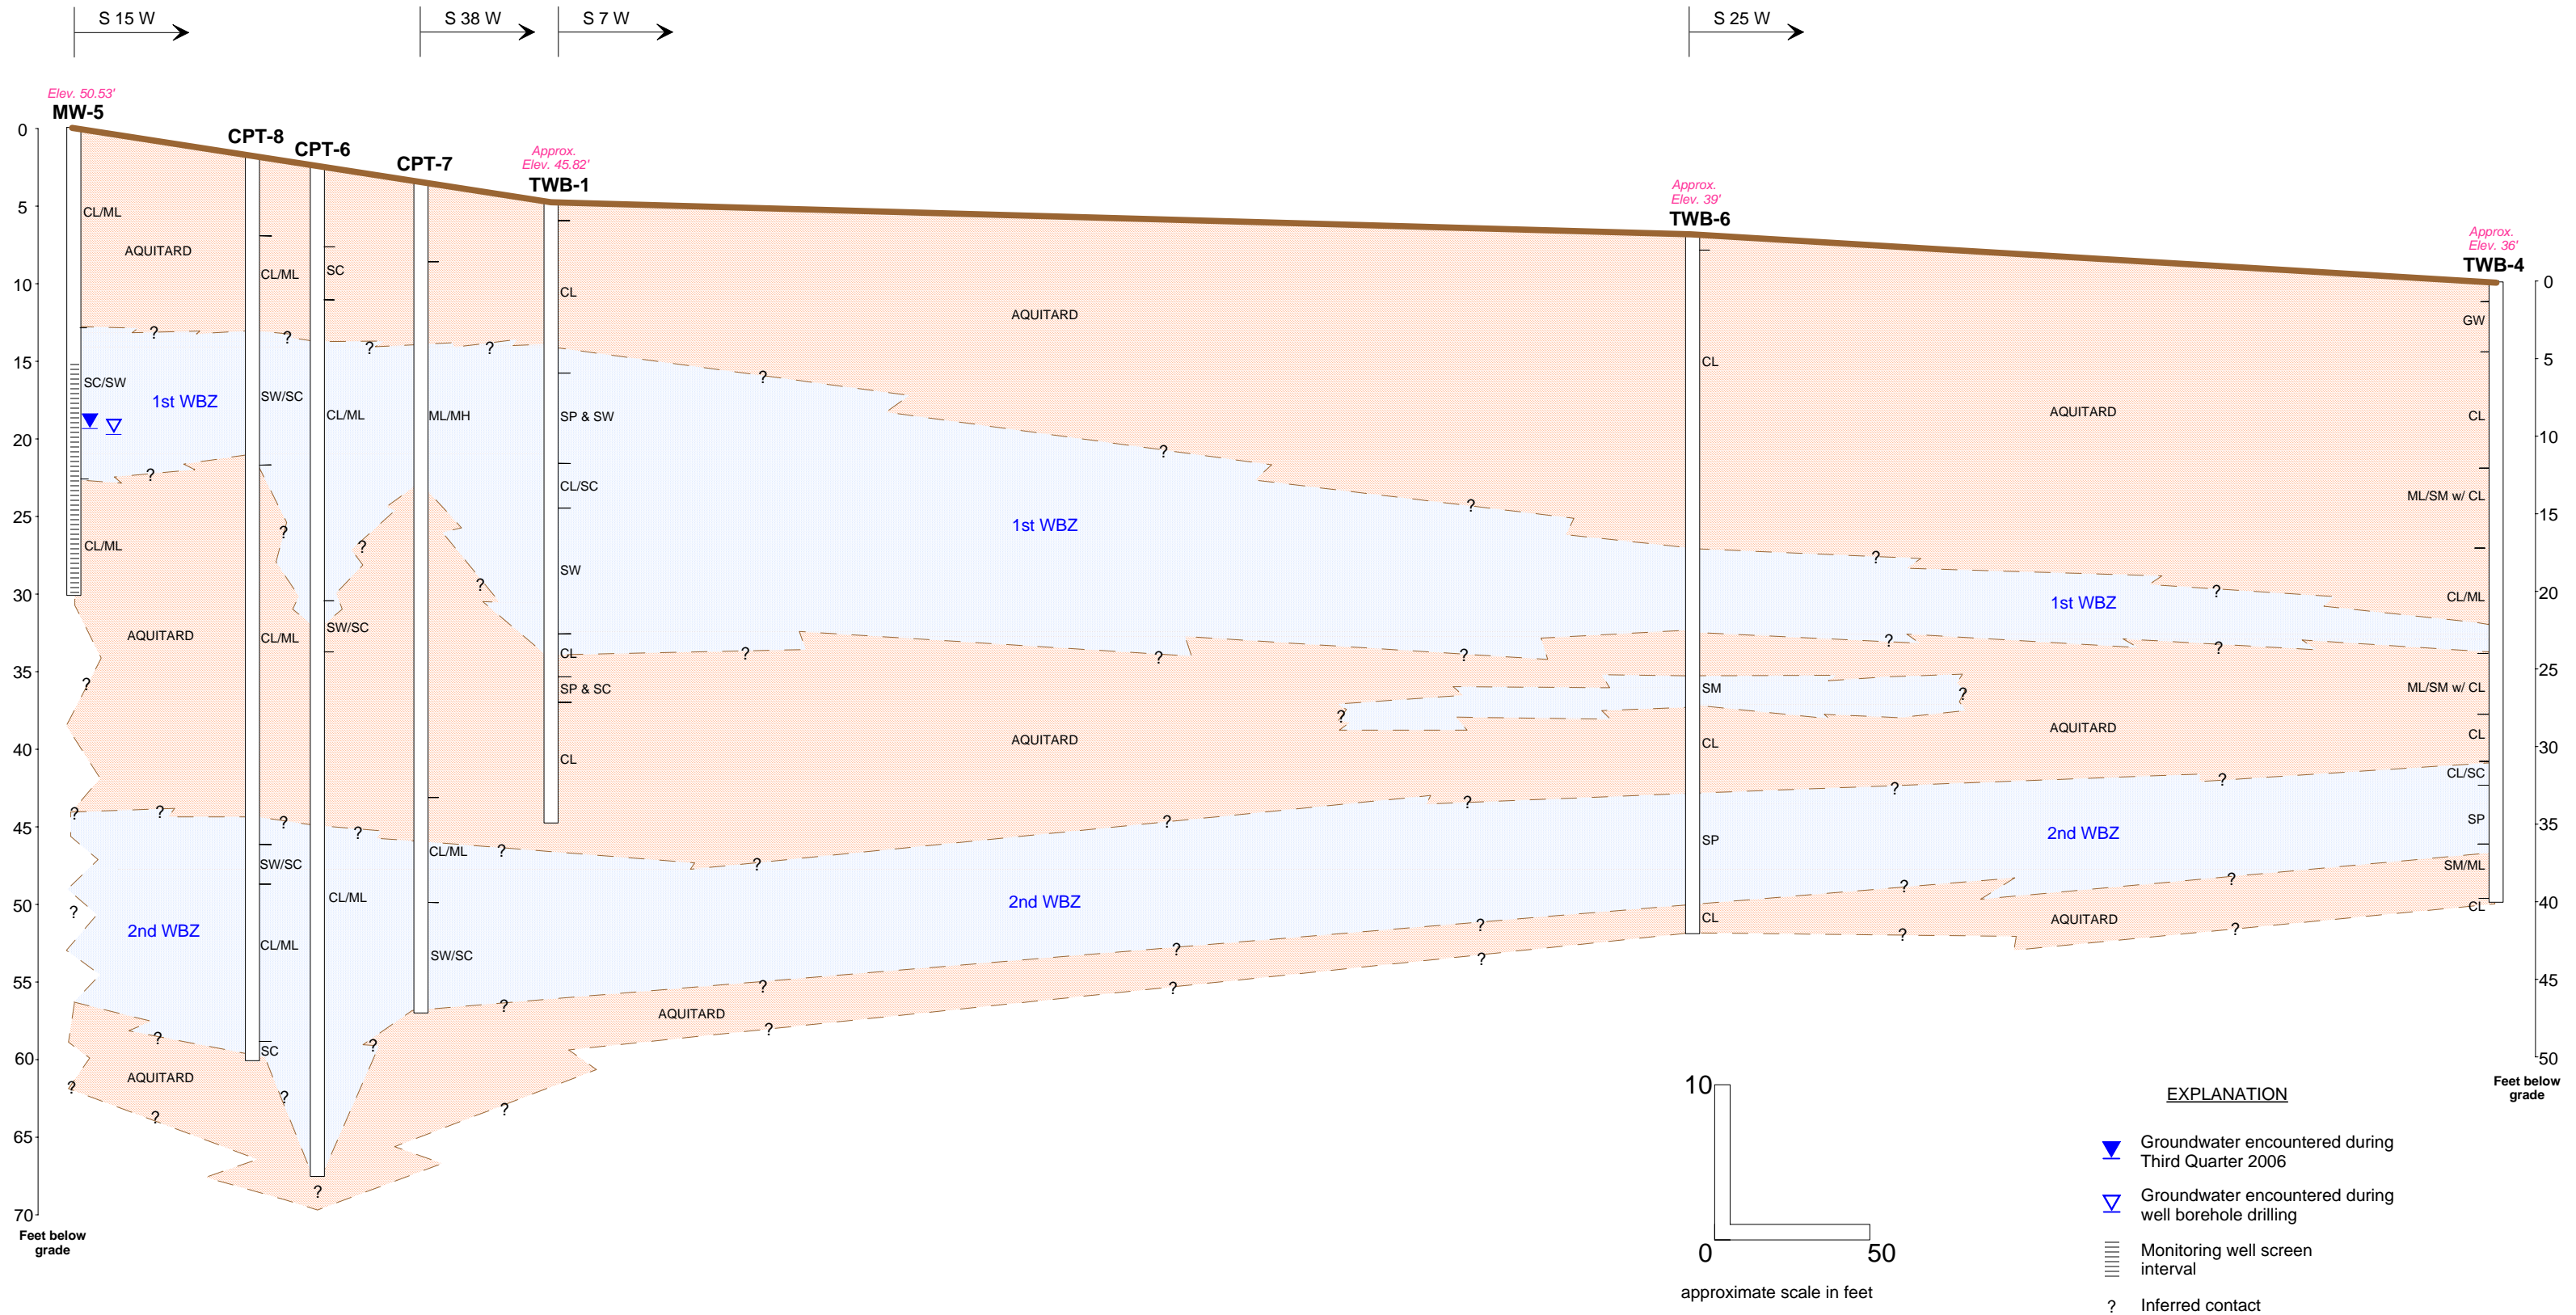 S 15 W
S 38 W
S 7 W
S 25 W
Elev. 50.53'
MW-5
CPT-8
CPT-6
CPT-7
Approx.
Elev. 45.82'
TWB-1
Approx.
Elev. 39'
TWB-6
Approx.
Elev. 36'
TWB-4
0
5
10
15
20
25
30
35
40
45
50
55
60
65
70
Feet below
grade
CL/ML
AQUITARD
SC/SW
1st WBZ
CL/ML
AQUITARD
2nd WBZ
AQUITARD
CL/ML
SW/SC
CL/ML
SW/SC
CL/ML
SC
SC
CL/ML
SW/SC
CL/ML
ML/MH
CL/ML
SW/SC
CL
SP & SW
CL/SC
SW
CL
SP & SC
CL
AQUITARD
1st WBZ
AQUITARD
2nd WBZ
AQUITARD
CL
SM
CL
SP
CL
AQUITARD
1st WBZ
AQUITARD
2nd WBZ
AQUITARD
GW
CL
ML/SM w/ CL
CL/ML
ML/SM w/ CL
CL
CL/SC
SP
SM/ML
CL
0
5
10
15
20
25
30
35
40
45
50
Feet below
grade
10
0
50
approximate scale in feet
EXPLANATION
Groundwater encountered during
Third Quarter 2006
Groundwater encountered during
well borehole drilling
Monitoring well screen
interval
? Inferred contact